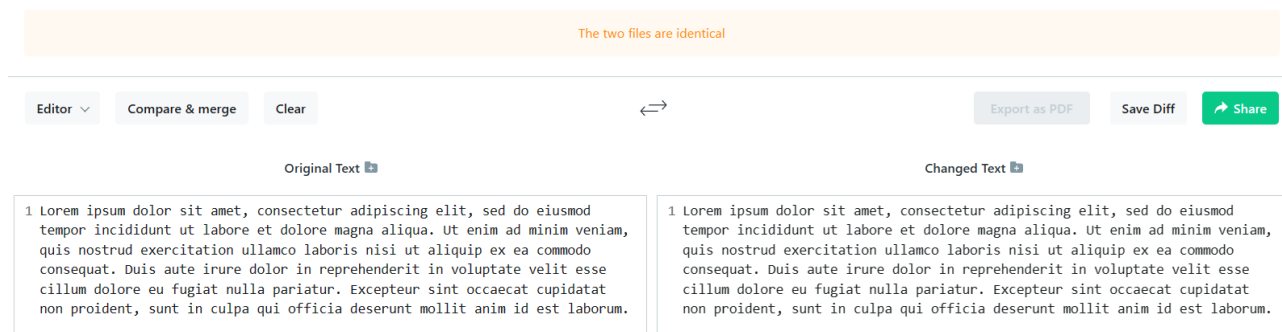 The two files are identical
Editor
Compare & merge
Clear
Export as PDF
Save Diff
Share
Original Text
Changed Text
1 Lorem ipsum dolor sit amet, consectetur adipiscing elit, sed do eiusmod
tempor incididunt ut labore et dolore magna aliqua. Ut enim ad minim veniam,
quis nostrud exercitation ullamco laboris nisi ut aliquip ex ea commodo
consequat. Duis aute irure dolor in reprehenderit in voluptate velit esse
cillum dolore eu fugiat nulla pariatur. Excepteur sint occaecat cupidatat
non proident, sunt in culpa qui officia deserunt mollit anim id est laborum.
1 Lorem ipsum dolor sit amet, consectetur adipiscing elit, sed do eiusmod
tempor incididunt ut labore et dolore magna aliqua. Ut enim ad minim veniam,
quis nostrud exercitation ullamco laboris nisi ut aliquip ex ea commodo
consequat. Duis aute irure dolor in reprehenderit in voluptate velit esse
cillum dolore eu fugiat nulla pariatur. Excepteur sint occaecat cupidatat
non proident, sunt in culpa qui officia deserunt mollit anim id est laborum.